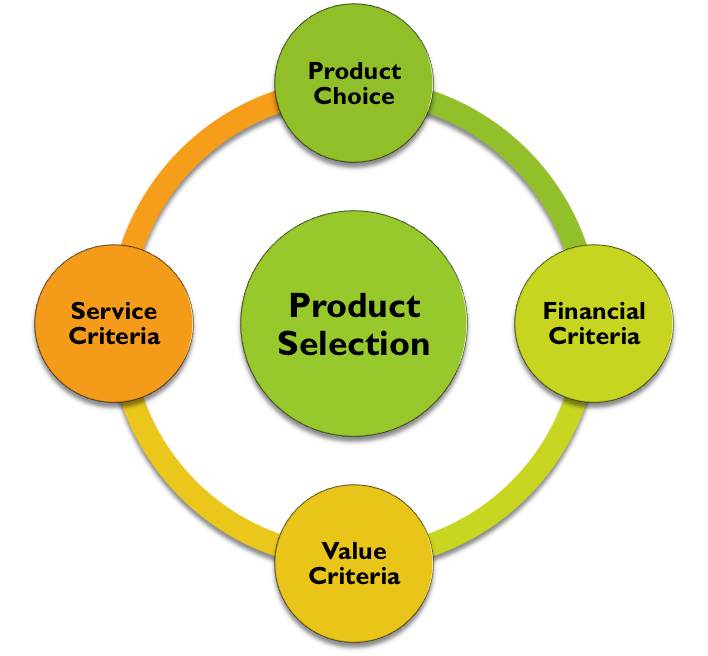 Product
Choice
Service
Criteria
Product
Selection
Financial
Criteria
Value
Criteria